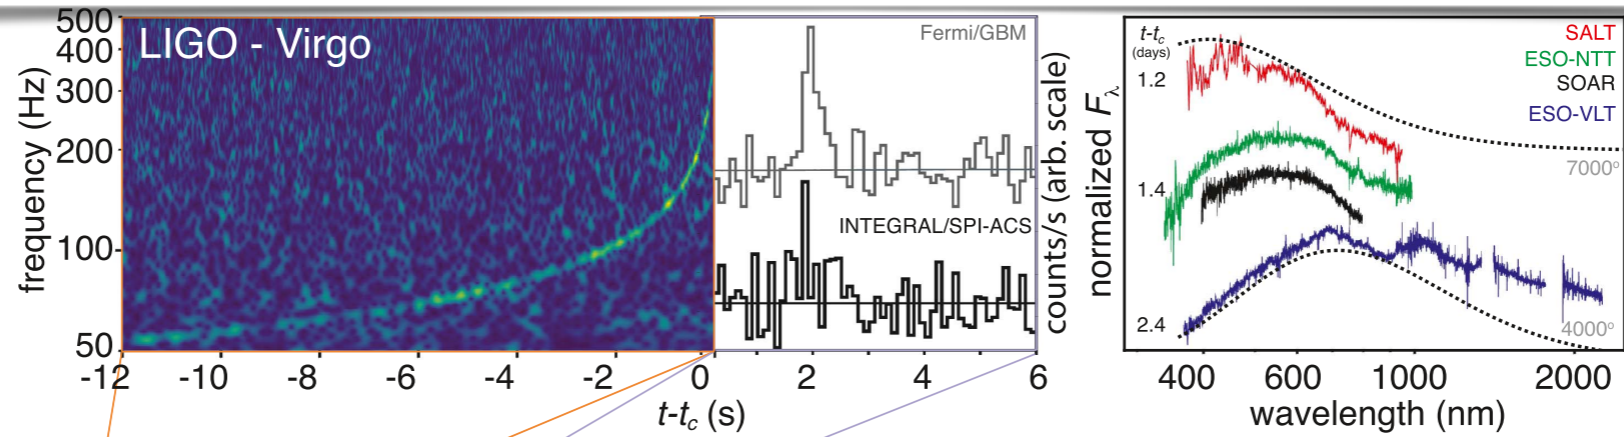 500
400
300
200
100
50
frequency (Hz)
LIGO - Virgo
-12
-10
-8
-6
-4
-2
0
2
4
6
t-tc (s)
Fermi/GBM
INTEGRAL/SPI-ACS
counts/s (arb. scale)
normalized Fλ
t-tc
(days)
1.2
1.4
2.4
SALT
ESO-NTT
SOAR
ESO-VLT
7000°
4000°
400
600
1000
2000
wavelength (nm)